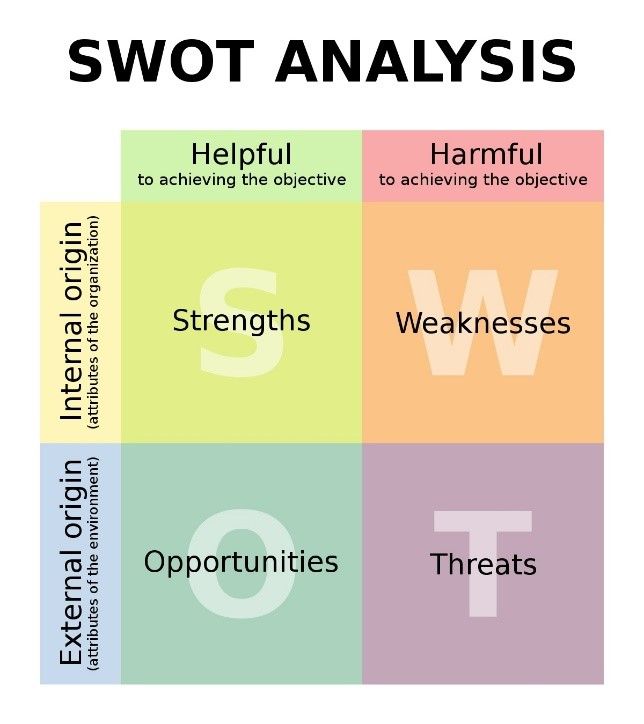 SWOT ANALYSIS
Helpful
to achieving the objective
Harmful
to achieving the objective
Internal origin
(attributes of the organization)
S
Strengths
W
Weaknesses
External origin
(attributes of the environment)
O
Opportunities
T
Threats